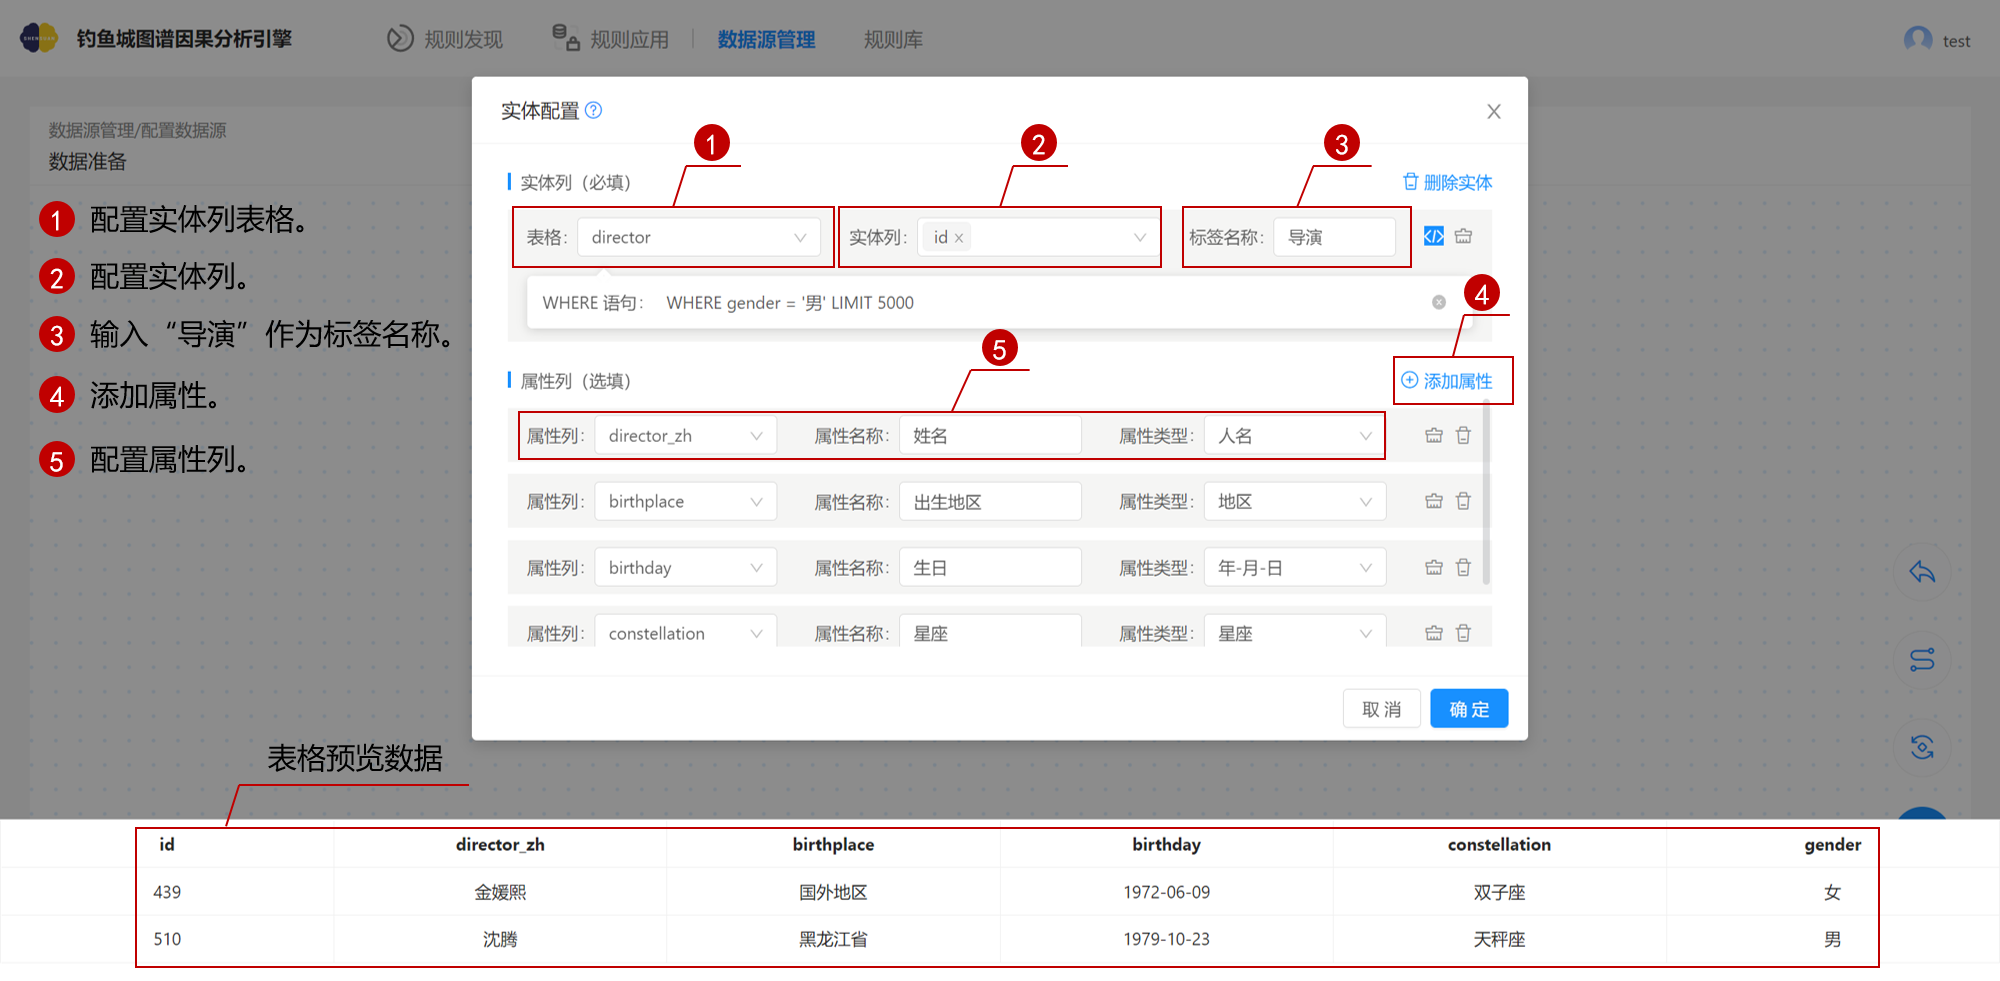 钓鱼城图谱因果分析引擎
规则发现
规则应用
数据源管理
规则库
test
数据源管理/配置数据源
数据准备
1 配置实体列表格。
2 配置实体列。
3 输入“导演”作为标签名称。
4 添加属性。
5 配置属性列。
实体配置
1
2
3
实体列（必填）
删除实体
表格： director
实体列： id ×
标签名称： 导演
WHERE 语句： WHERE gender = '男' LIMIT 5000
4
5
属性列（选填）
添加属性
属性列： director_zh 属性名称： 姓名 属性类型： 人名
属性列： birthplace 属性名称： 出生地区 属性类型： 地区
属性列： birthday 属性名称： 生日 属性类型： 年-月-日
属性列： constellation 属性名称： 星座 属性类型： 星座
取 消
确 定
表格预览数据
id director_zh birthplace birthday constellation gender
439 金媛熙 国外地区 1972-06-09 双子座 女
510 沈腾 黑龙江省 1979-10-23 天秤座 男